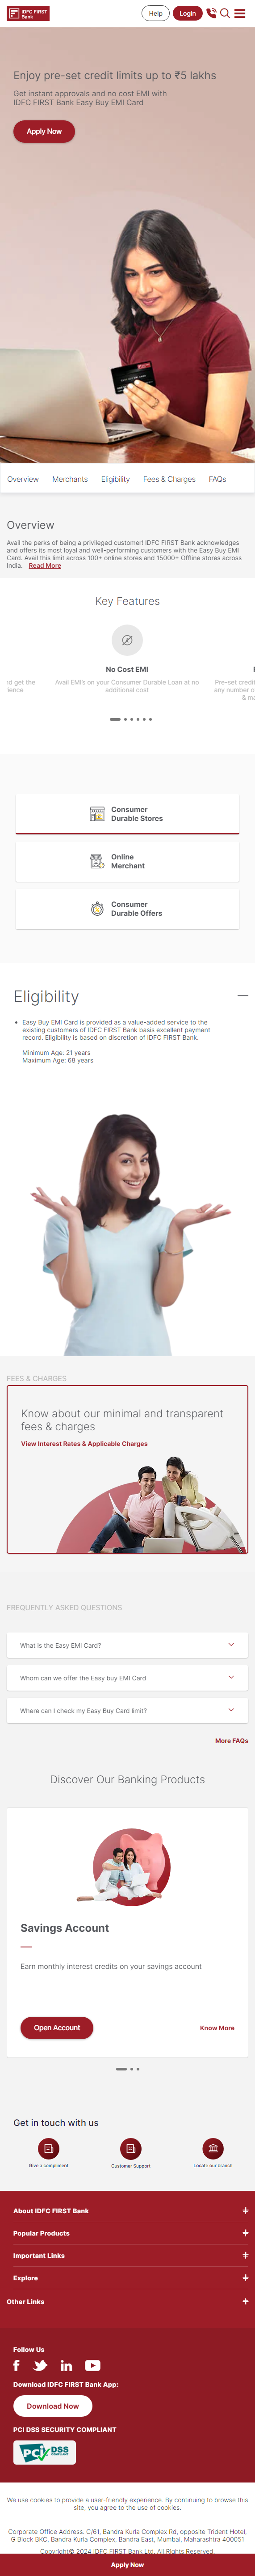 IDFC FIRST
Bank
Help
Login
Enjoy pre-set credit limits up to ₹5 lakhs
Get instant approvals and no cost EMI with
IDFC FIRST Bank Easy Buy EMI Card
Apply Now
Overview
Merchants
Eligibility
Fees & Charges
FAQs
Overview
Avail the perks of being a privileged customer! IDFC FIRST Bank acknowledges
and offers its most loyal and well-performing customers with the Easy Buy EMI
Card. Avail this limit across 100+ online stores and 15000+ Offline stores across
India. Read More
Key Features
No Cost EMI
nd get the
rience
Avail EMI's on your Consumer Durable Loan at no
additional cost
Pre-set credit
any number o
& m
Consumer
Durable Stores
Online
Merchant
Consumer
Durable Offers
Eligibility
Easy Buy EMI Card is provided as a value-added service to the
existing customers of IDFC FIRST Bank basis excellent payment
record. Eligibility is based on discretion of IDFC FIRST Bank.
Minimum Age: 21 years
Maximum Age: 68 years
FEES & CHARGES
Know about our minimal and transparent
fees & charges
View Interest Rates & Applicable Charges
FREQUENTLY ASKED QUESTIONS
What is the Easy EMI Card?
Whom can we offer the Easy buy EMI Card
Where can I check my Easy Buy Card limit?
More FAQs
Discover Our Banking Products
Savings Account
Earn monthly interest credits on your savings account
Open Account
Know More
Get in touch with us
Give a compliment
Customer Support
Locate our branch
About IDFC FIRST Bank
Popular Products
Important Links
Explore
Other Links
Follow Us
Download IDFC FIRST Bank App:
Download Now
PCI DSS SECURITY COMPLIANT
PCI DSS
COMPLIANT
We use cookies to provide a user-friendly experience. By continuing to browse this
site, you agree to the use of cookies.
Corporate Office Address: C/61, Bandra Kurla Complex Rd, opposite Trident Hotel,
G Block BKC, Bandra Kurla Complex, Bandra East, Mumbai, Maharashtra 400051
Copyright© 2024 IDFC FIRST Bank Ltd. All Rights Reserved.
Apply Now